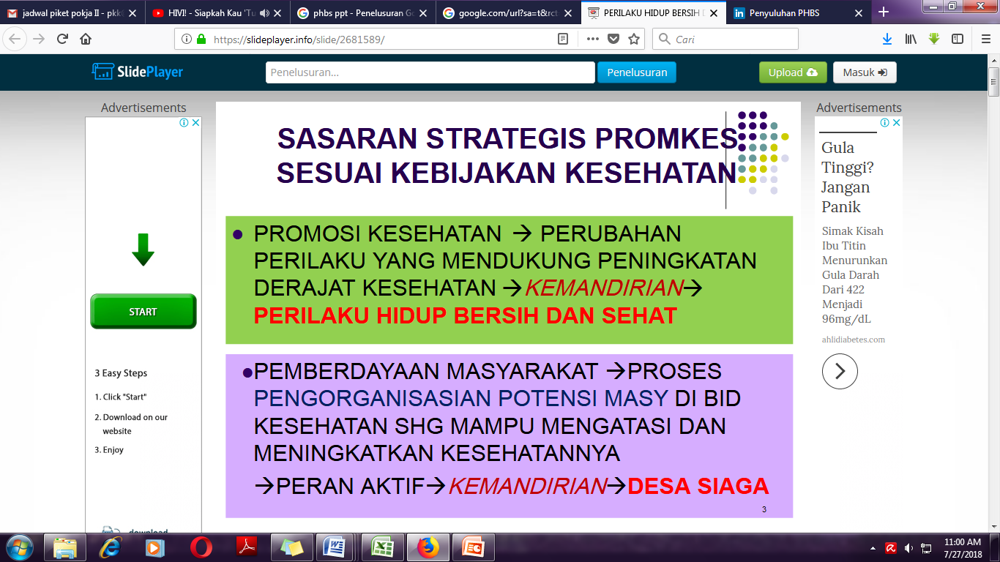 jadwal piket pokja II - pkk
HIVI! - Siapkah Kau 'Tu
phbs ppt - Penelusuran Go
google.com/url?sa=t&rct
PERILAKU HIDUP BERSIH D
Penyuluhan PHBS
https://slideplayer.info/slide/2681589/
Cari
SlidePlayer
Penelusuran...
Penelusuran
Upload
Masuk
Advertisements
START
3 Easy Steps
1. Click "Start"
2. Download on our
website
3. Enjoy
download
SASARAN STRATEGIS PROMKES
SESUAI KEBIJAKAN KESEHATAN
● PROMOSI KESEHATAN → PERUBAHAN
PERILAKU YANG MENDUKUNG PENINGKATAN
DERAJAT KESEHATAN →KEMANDIRIAN→
PERILAKU HIDUP BERSIH DAN SEHAT
●PEMBERDAYAAN MASYARAKAT →PROSES
PENGORGANISASIAN POTENSI MASY DI BID
KESEHATAN SHG MAMPU MENGATASI DAN
MENINGKATKAN KESEHATANNYA
→PERAN AKTIF→KEMANDIRIAN→DESA SIAGA
3
Advertisements
Gula
Tinggi?
Jangan
Panik
Simak Kisah
Ibu Titin
Menurunkan
Gula Darah
Dari 422
Menjadi
96mg/dL
ahlidiabetes.com
11:00 AM
7/27/2018